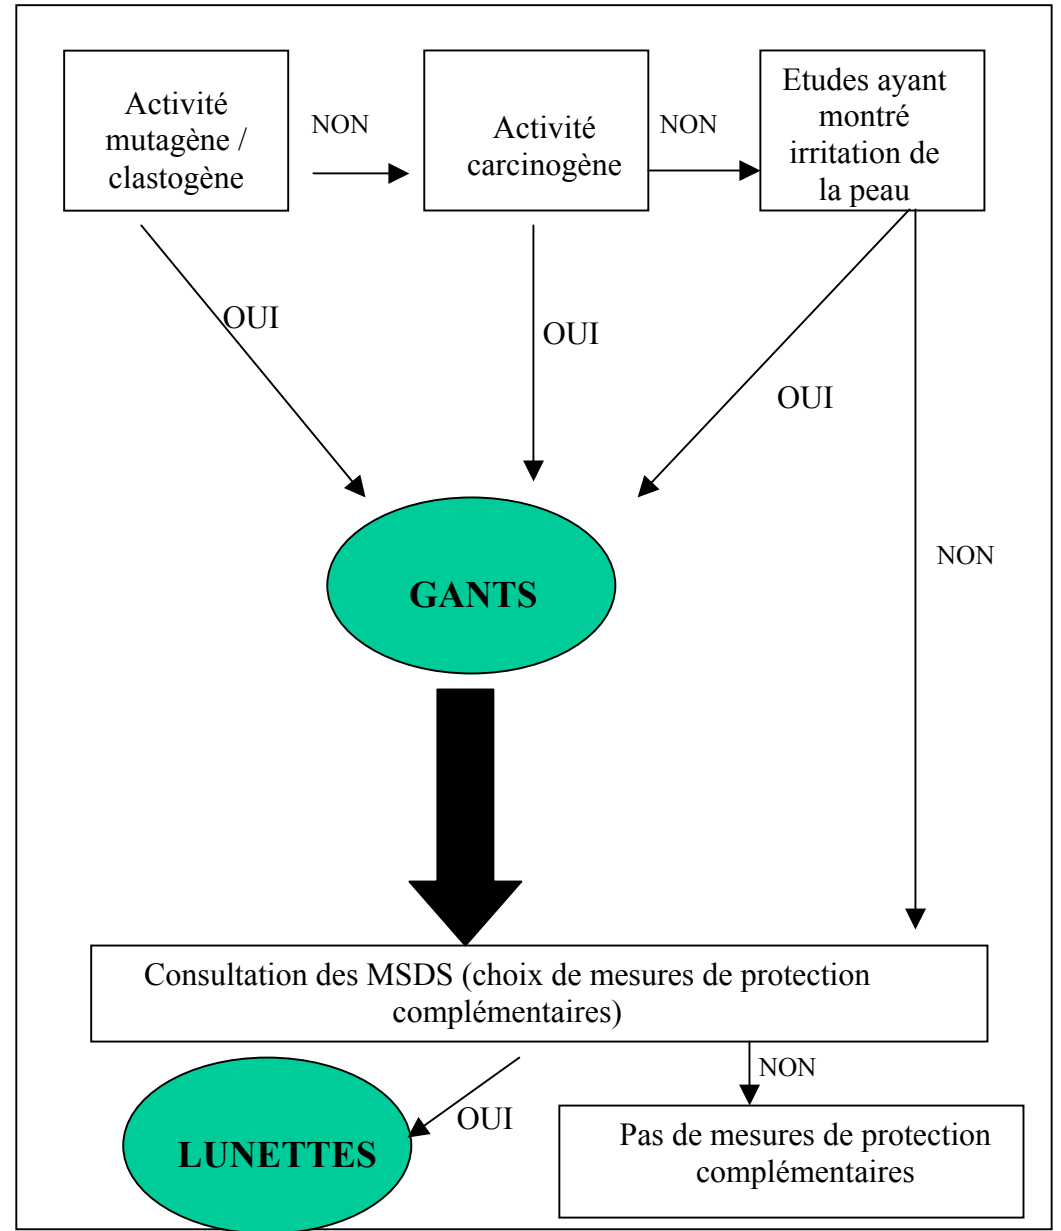 Activité
mutagène /
clastogène
NON
Activité
carcinogène
NON
Etudes ayant
montré
irritation de
la peau
OUI
OUI
OUI
NON
GANTS
Consultation des MSDS (choix de mesures de protection
complémentaires)
NON
OUI
LUNETTES
Pas de mesures de protection
complémentaires